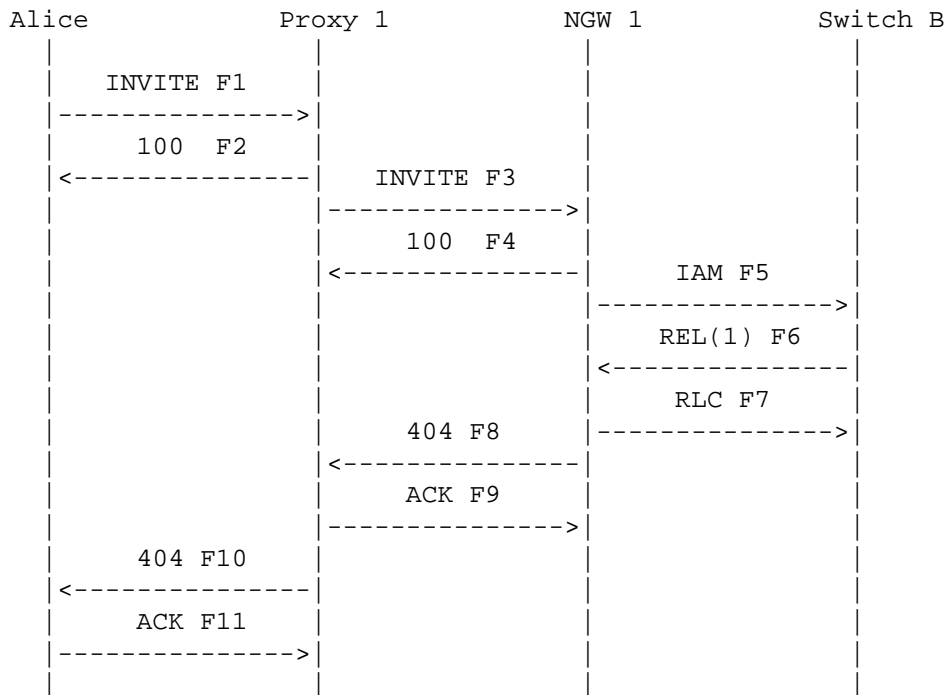 Alice Proxy 1 NGW 1 Switch B
INVITE F1
100 F2
INVITE F3
100 F4
IAM F5
REL(1) F6
RLC F7
404 F8
ACK F9
404 F10
ACK F11